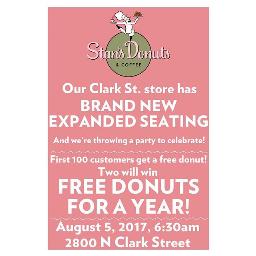 Stan's Donuts
& COFFEE
Our Clark St. store has
BRAND NEW
EXPANDED SEATING
And we're throwing a party to celebrate!
First 100 customers get a free donut!
Two will win
FREE DONUTS
FOR A YEAR!
August 5, 2017, 6:30am
2800 N Clark Street